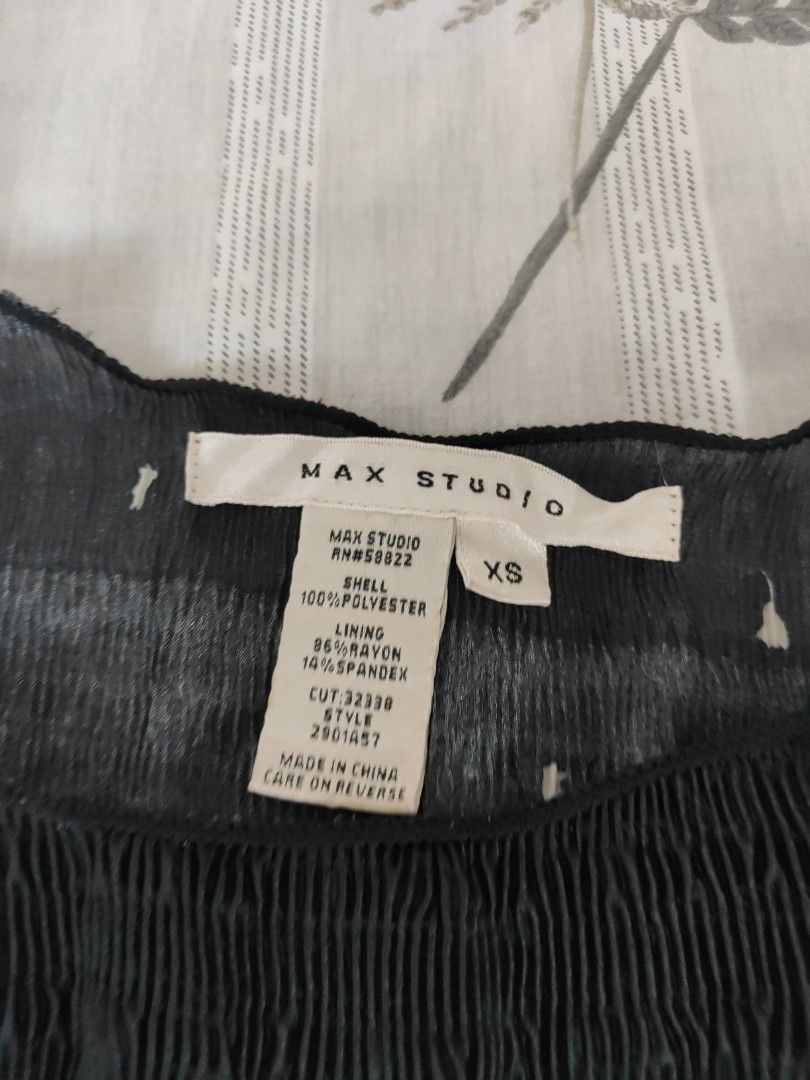 MAX STUDIO
XS
MAX STUDIO
RN#58822
SHELL
100%POLYESTER
LINING
86%RAYON
14%SPANDEX
CUT:32338
STYLE
2901A57
MADE IN CHINA
CARE ON REVERSE